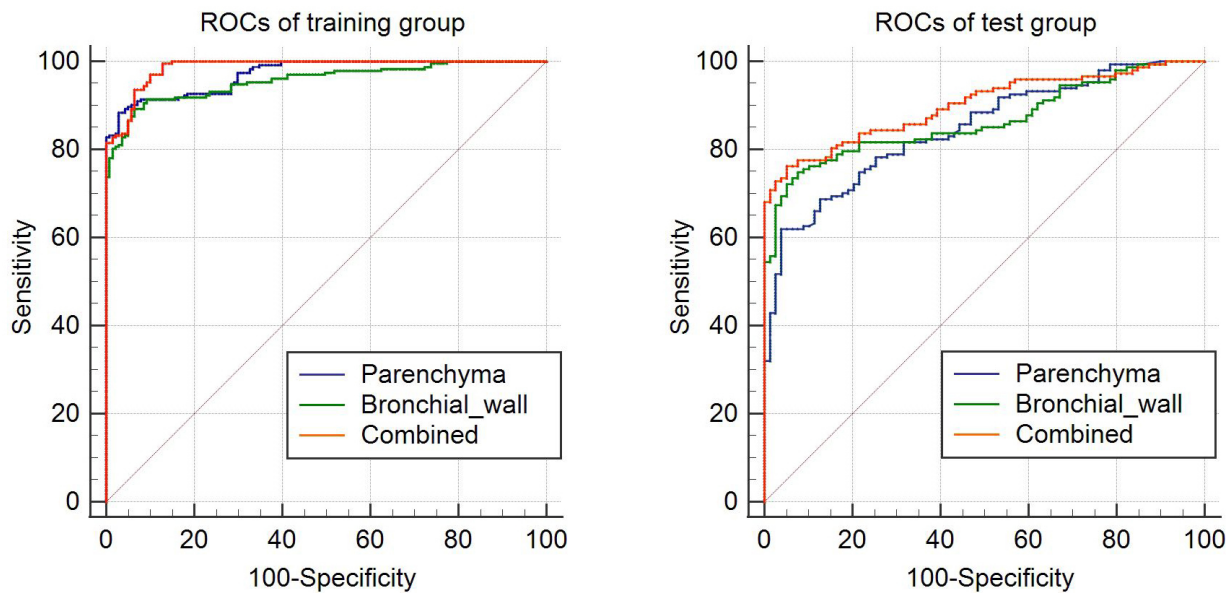 ROCs of training group
100
80
60
40
20
0
Sensitivity
Parenchyma
Bronchial_wall
Combined
0 20 40 60 80 100
100-Specificity
ROCs of test group
100
80
60
40
20
0
Sensitivity
Parenchyma
Bronchial_wall
Combined
0 20 40 60 80 100
100-Specificity